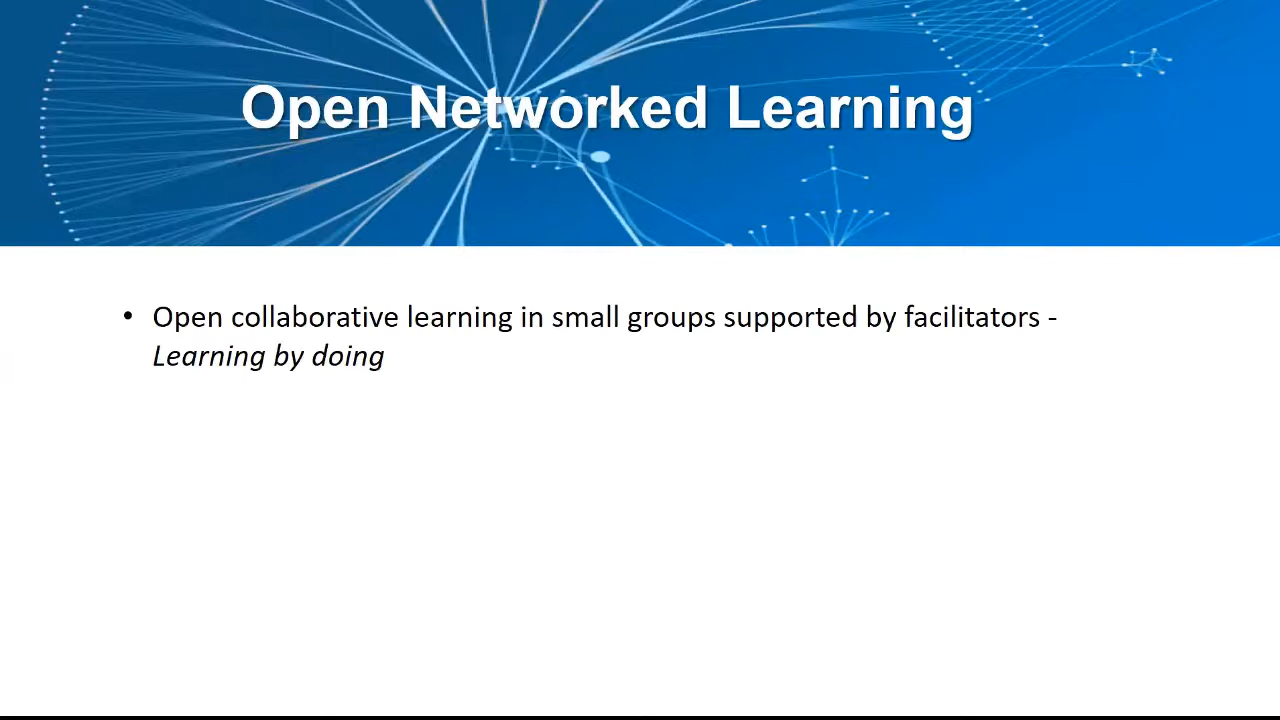 Open Networked Learning
• Open collaborative learning in small groups supported by facilitators -
Learning by doing